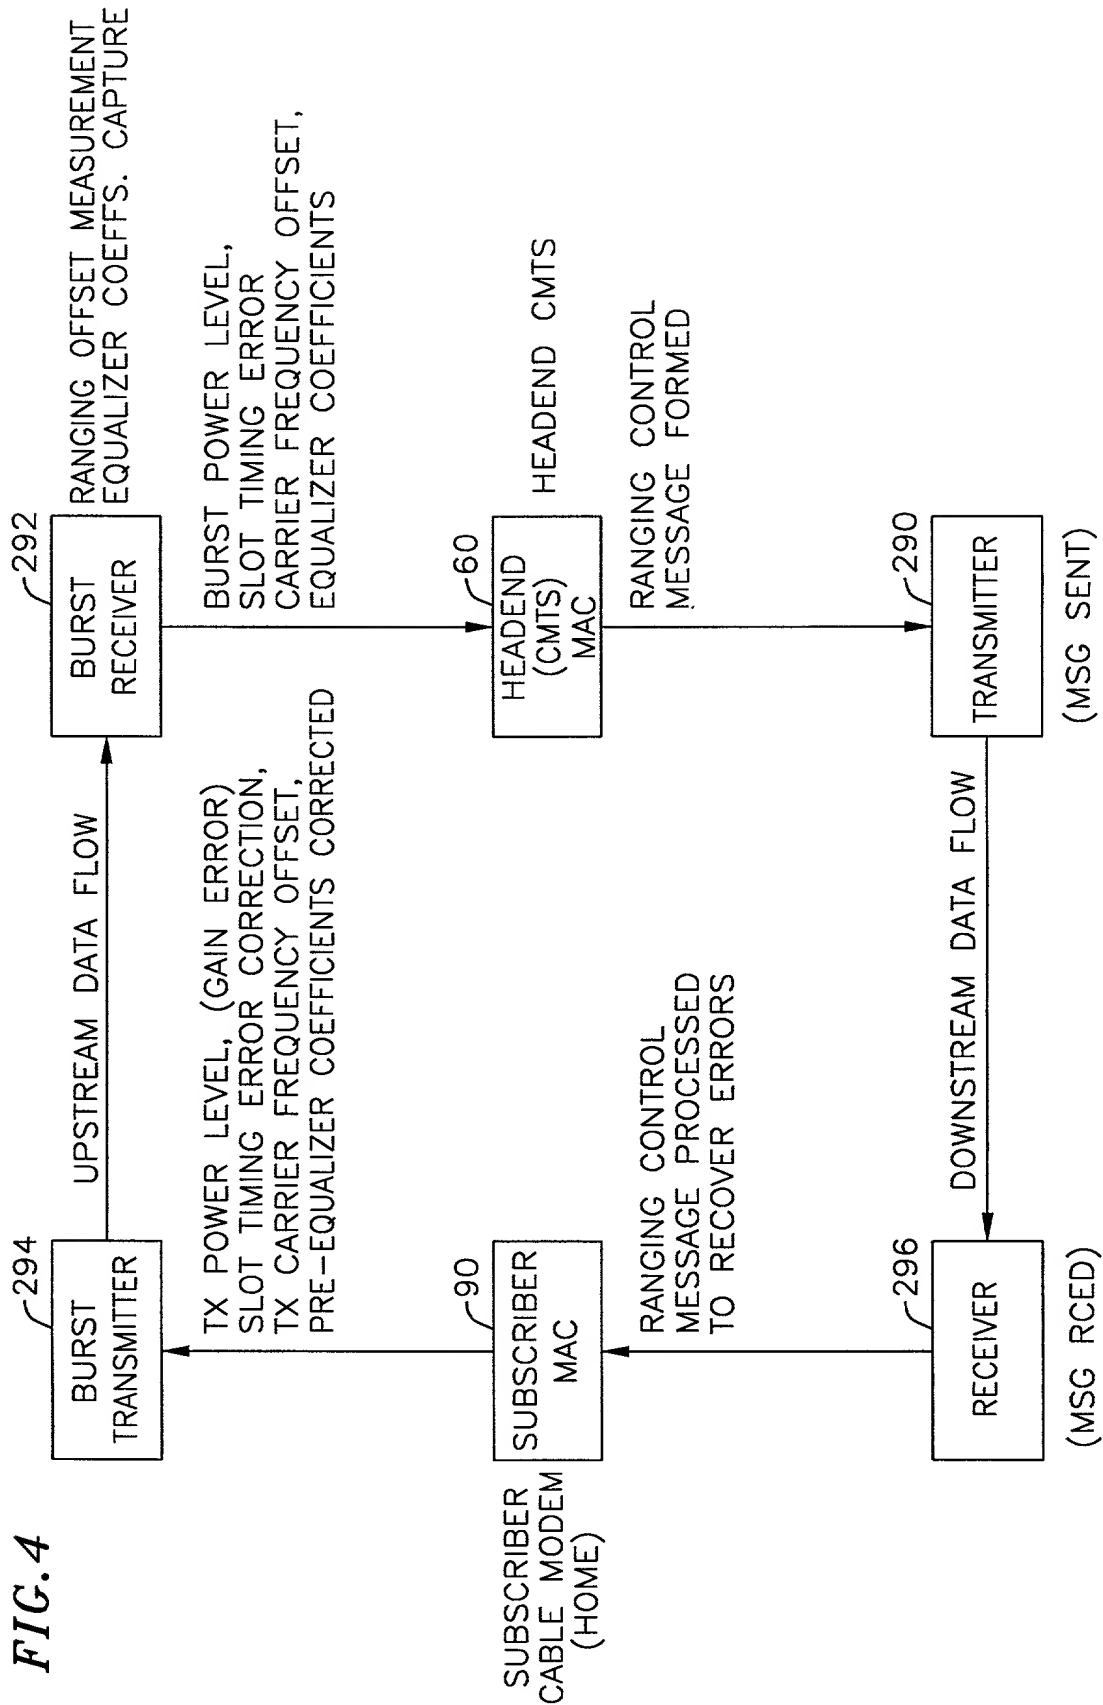 FIG. 4
294
BURST
TRANSMITTER
UPSTREAM DATA FLOW
292
BURST
RECEIVER
RANGING OFFSET MEASUREMENT
EQUALIZER COEFFS. CAPTURE
TX POWER LEVEL, (GAIN ERROR)
SLOT TIMING ERROR CORRECTION,
TX CARRIER FREQUENCY OFFSET,
PRE-EQUALIZER COEFFICIENTS CORRECTED
BURST POWER LEVEL,
SLOT TIMING ERROR
CARRIER FREQUENCY OFFSET,
EQUALIZER COEFFICIENTS
SUBSCRIBER
CABLE MODEM
(HOME)
90
SUBSCRIBER
MAC
60
HEADEND
(CMTS)
MAC
HEADEND CMTS
RANGING CONTROL
MESSAGE PROCESSED
TO RECOVER ERRORS
RANGING CONTROL
MESSAGE FORMED
296
RECEIVER
(MSG RCED)
DOWNSTREAM DATA FLOW
290
TRANSMITTER
(MSG SENT)